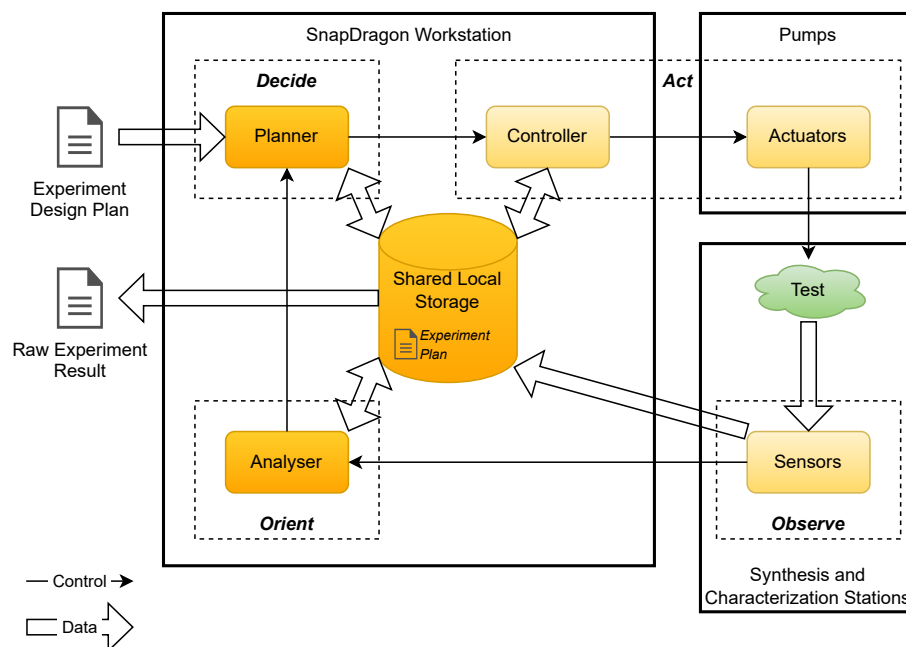 SnapDragon Workstation
Pumps
Decide
Act
Planner
Controller
Actuators
Experiment
Design Plan
Shared Local
Storage
Experiment
Plan
Test
Raw Experiment
Result
Analyser
Sensors
Orient
Observe
Synthesis and
Characterization Stations
Control
Data